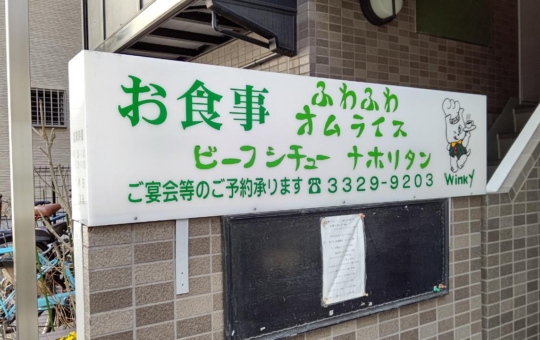 お食事
ふわふわ
オムライス
ビーフシチュー ナポリタン
ご宴会等のご予約承ります☎3329-9203
Winky